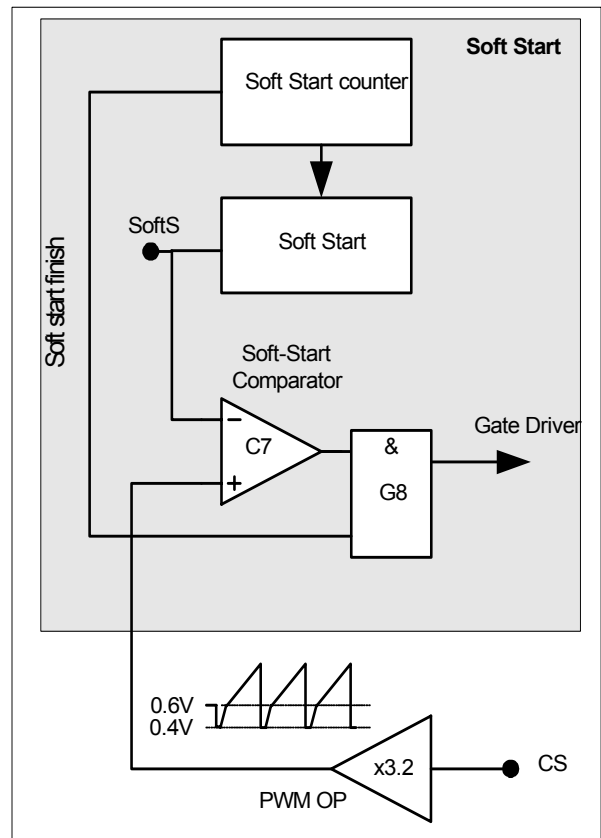 Soft Start
Soft Start counter
SoftS
Soft Start
Soft start finish
Soft-Start
Comparator
−
C7
+
&
G8
Gate Driver
0.6V
0.4V
x3.2
CS
PWM OP